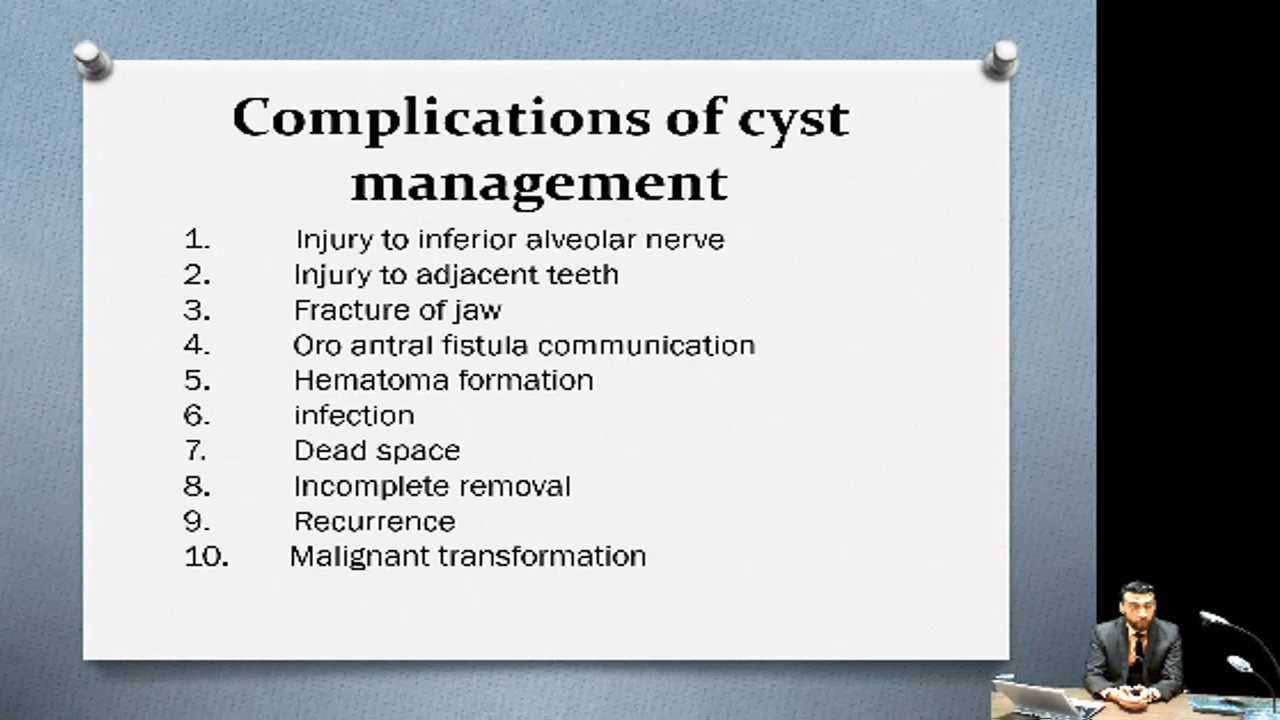 Complications of cyst
management
1. Injury to inferior alveolar nerve
2. Injury to adjacent teeth
3. Fracture of jaw
4. Oro antral fistula communication
5. Hematoma formation
6. infection
7. Dead space
8. Incomplete removal
9. Recurrence
10. Malignant transformation